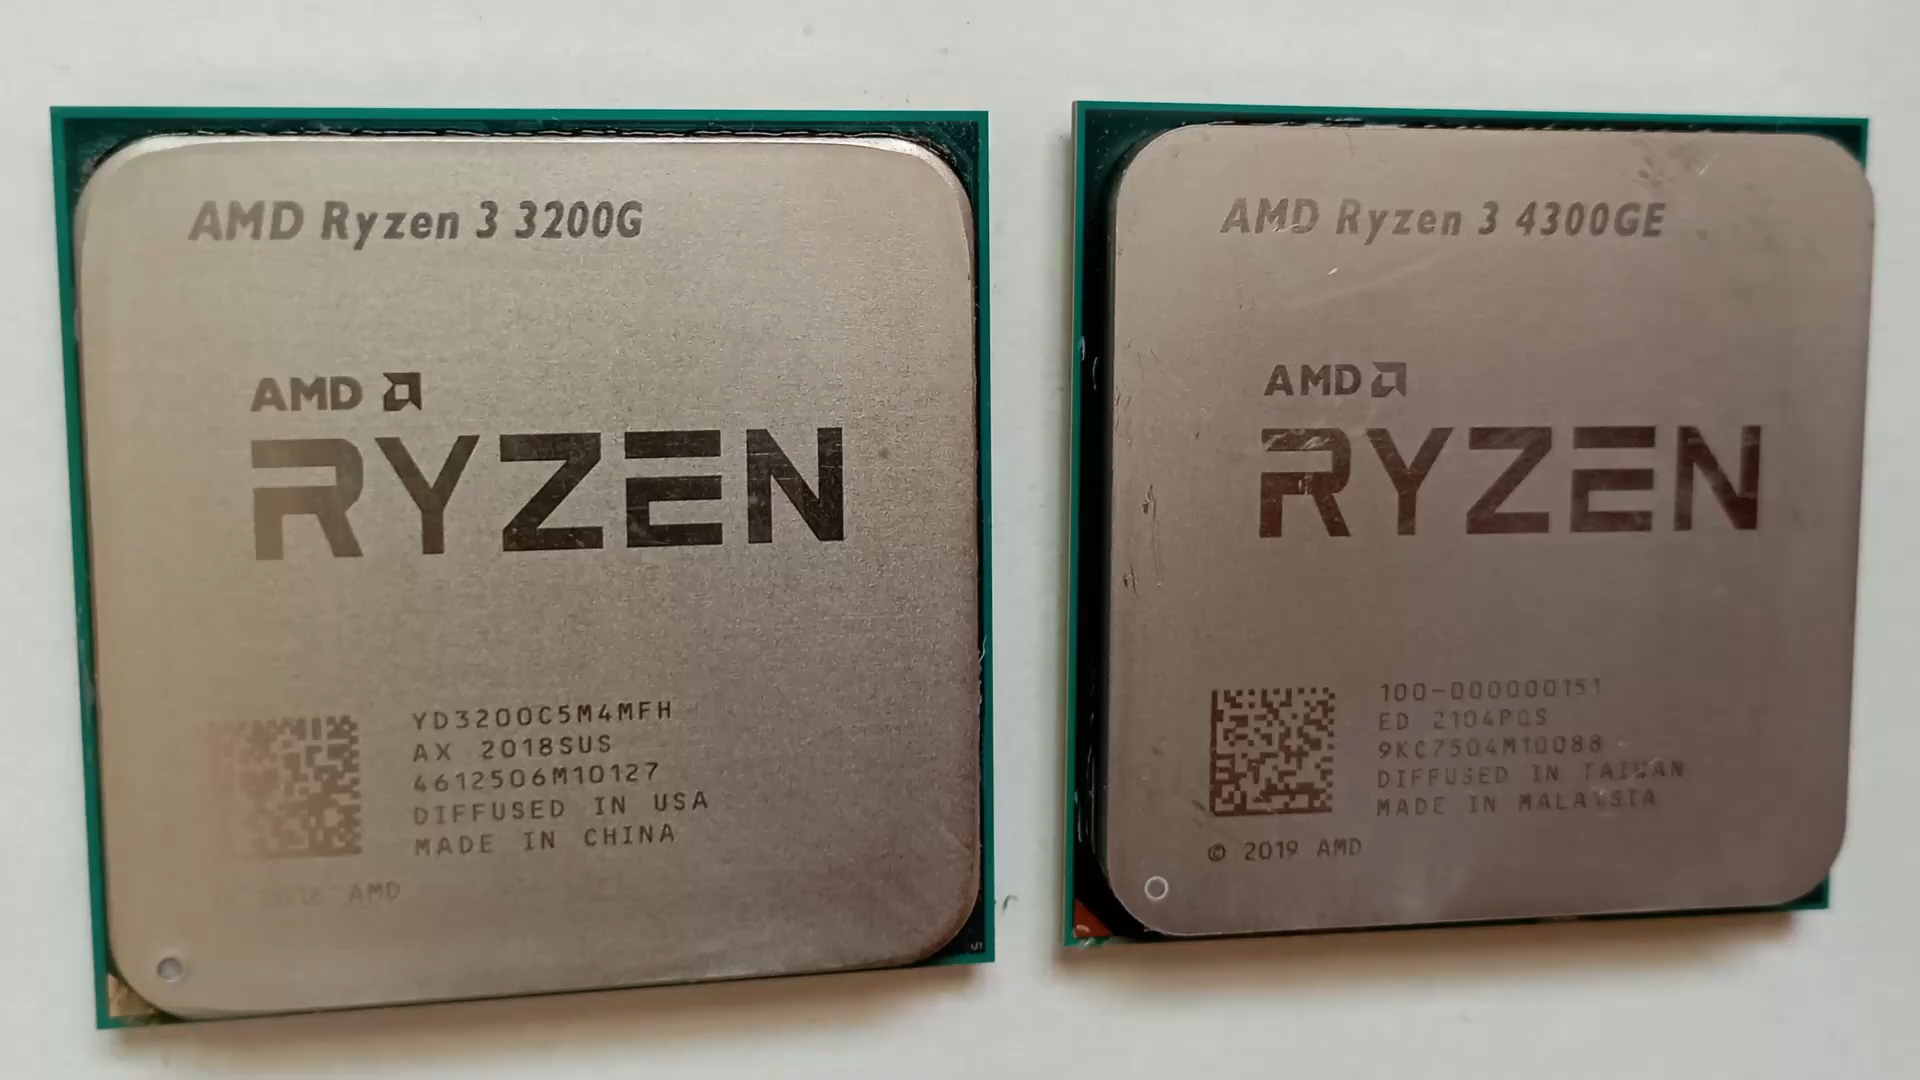 AMD Ryzen 3 3200G
AMD
RYZEN
YD3200C5M4MFH
AX 2018SUS
4612506M10127
DIFFUSED IN USA
MADE IN CHINA
AMD
5
AMD Ryzen 3 4300GE
AMD
RYZEN
100-000000151
ED 2104PGS
9KC7504M10088
DIFFUSED IN TAIWAN
MADE IN MALAYSIA
© 2019 AMD